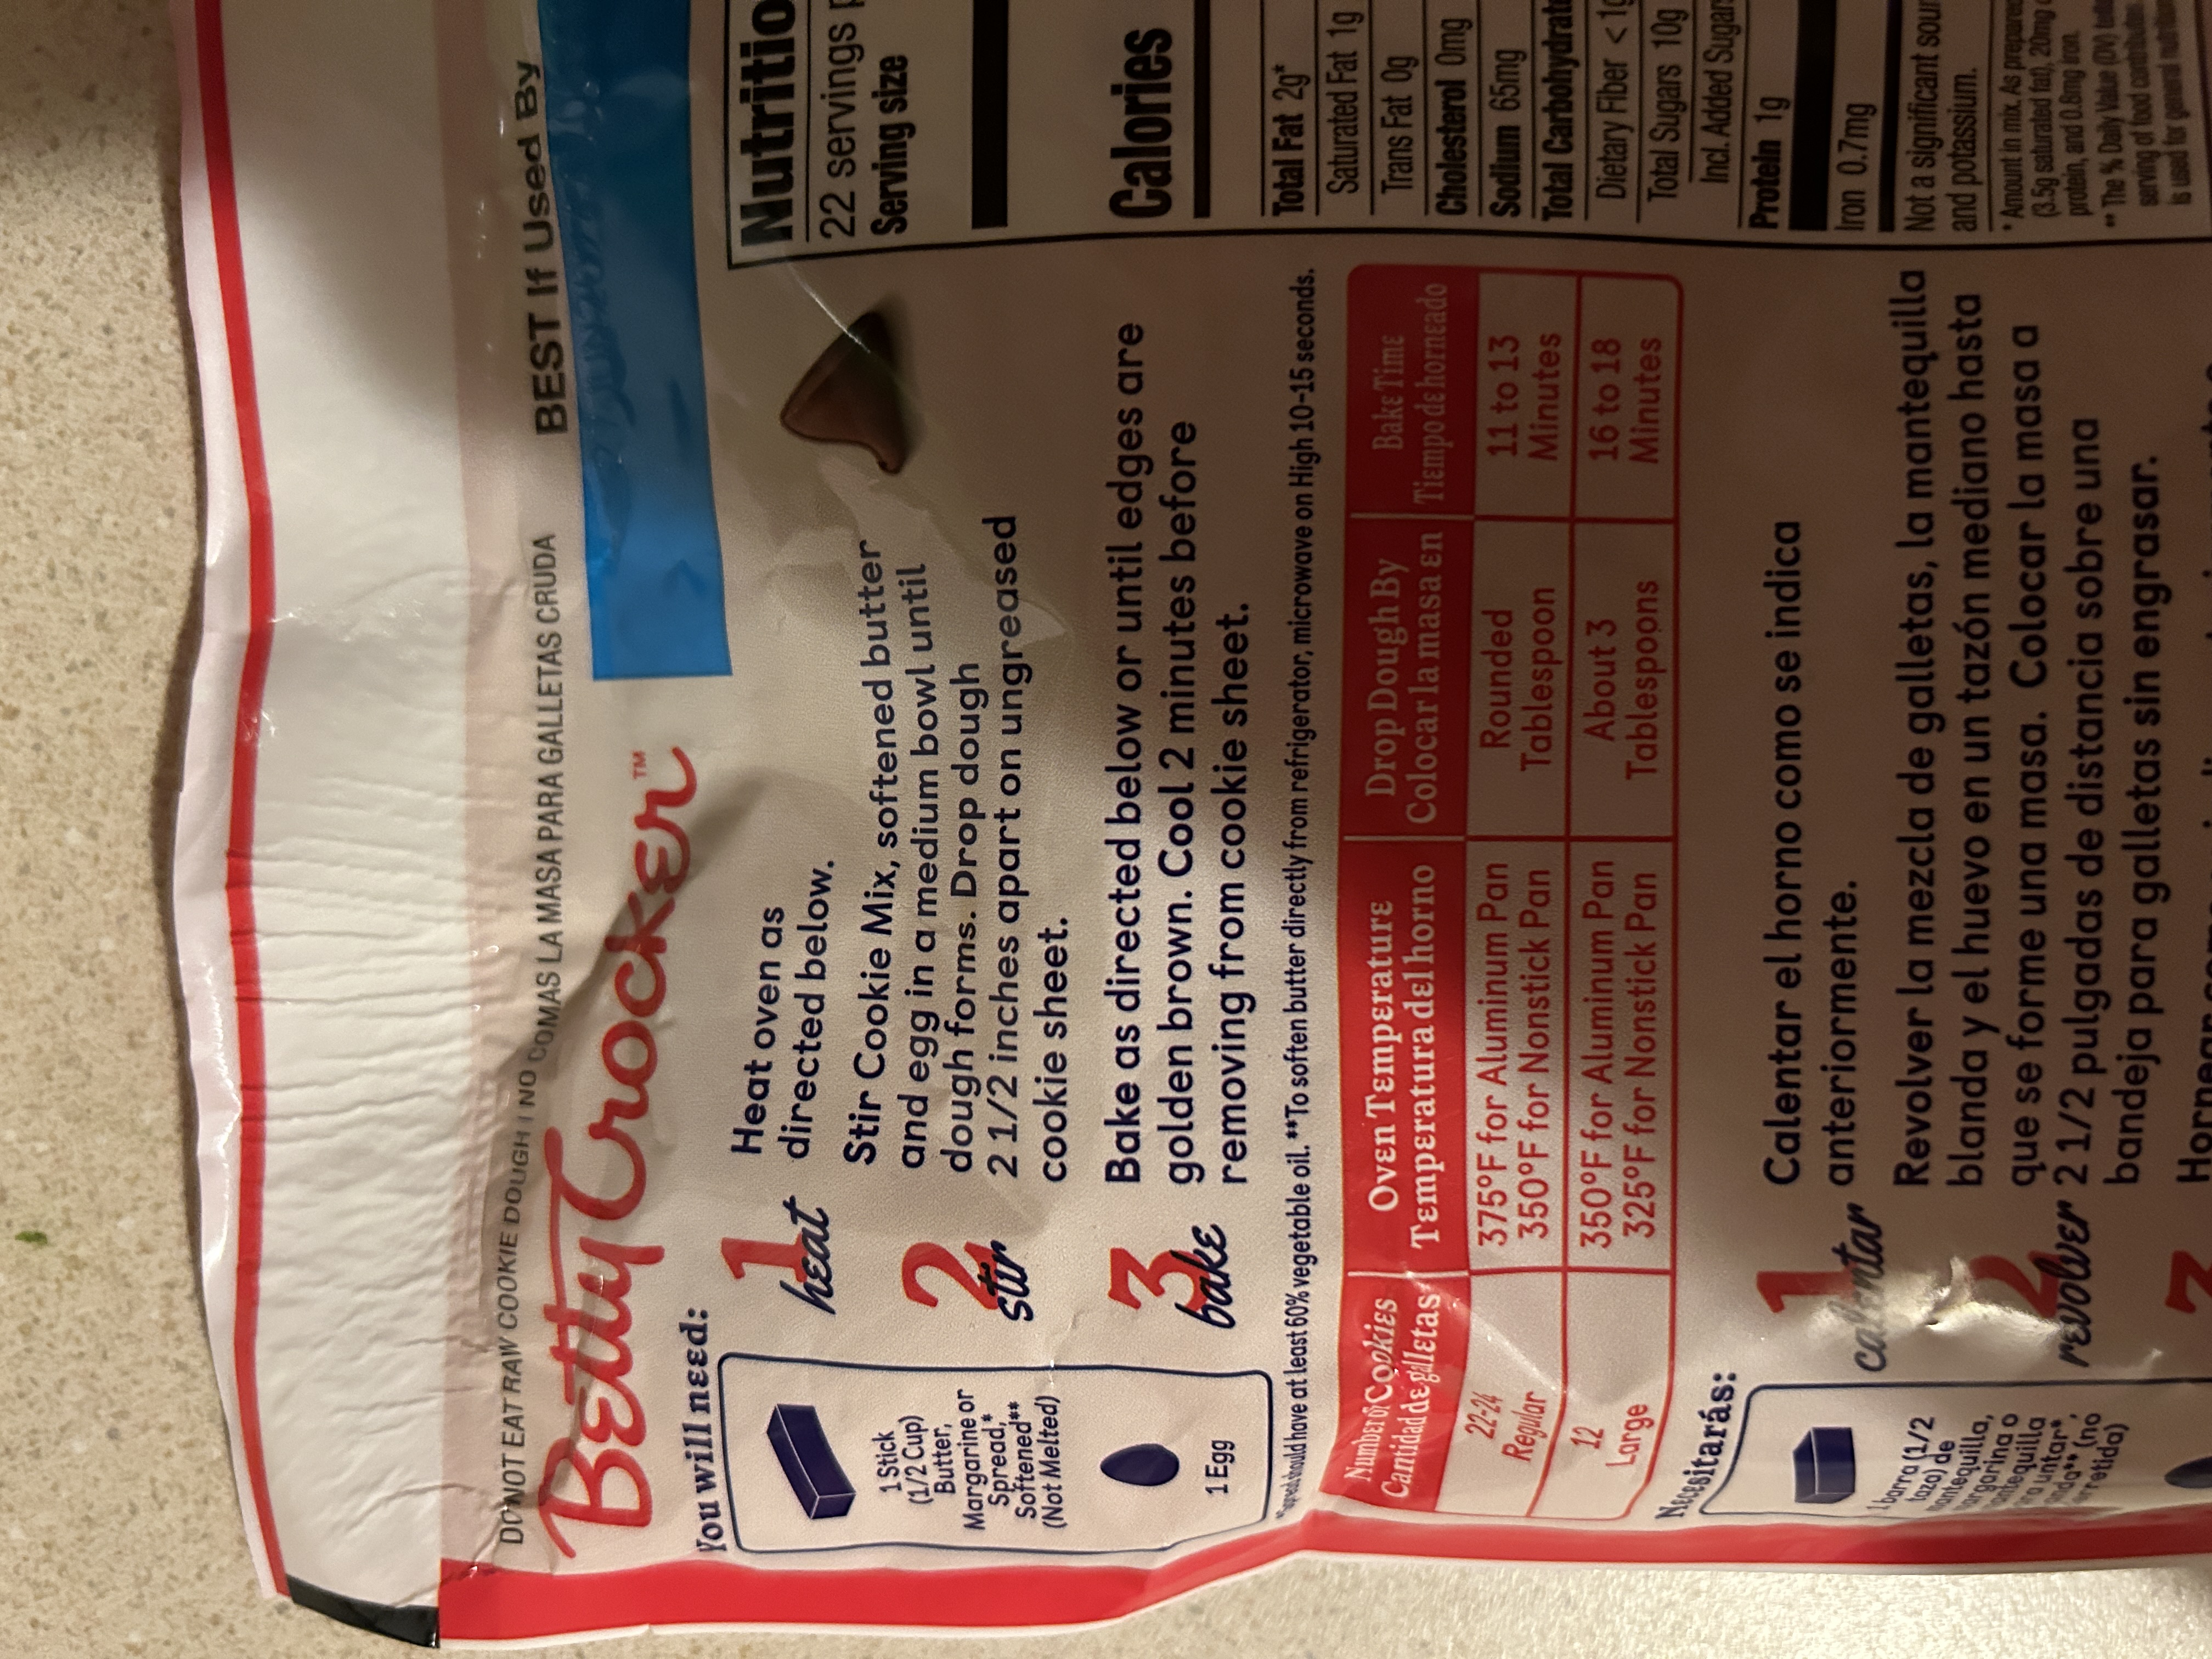 DO NOT EAT RAW COOKIE DOUGH | NO COMAS LA MASA PARA GALLETAS CRUDA
BEST If Used By
Betty Crocker™
You will need:
1 Stick
(1/2 Cup)
Butter,
Margarine or
Spread,*
Softened**
(Not Melted)
1 Egg
1
heat
Heat oven as
directed below.
2
stir
Stir Cookie Mix, softened butter
and egg in a medium bowl until
dough forms. Drop dough
2 1/2 inches apart on ungreased
cookie sheet.
3
bake
Bake as directed below or until edges are
golden brown. Cool 2 minutes before
removing from cookie sheet.
*Spread should have at least 60% vegetable oil. **To soften butter directly from refrigerator, microwave on High 10-15 seconds.
Number of Cookies
Cantidad de galletas
Oven Temperature
Temperatura del horno
Drop Dough By
Colocar la masa en
Bake Time
Tiempo de horneado
22-24
Regular
375°F for Aluminum Pan
350°F for Nonstick Pan
Rounded
Tablespoon
11 to 13
Minutes
12
Large
350°F for Aluminum Pan
325°F for Nonstick Pan
About 3
Tablespoons
16 to 18
Minutes
Necesitarás:
1 barra (1/2
taza) de
mantequilla,
margarina o
mantequilla
untar*,
(no
1
calentar
Calentar el horno como se indica
anteriormente.
2
revolver
Revolver la mezcla de galletas, la mantequilla
blanda y el huevo en un tazón mediano hasta
que se forme una masa. Colocar la masa a
2 1/2 pulgadas de distancia sobre una
bandeja para galletas sin engrasar.
3
Hornear como
Nutritio
22 servings p
Serving size
Calories
Total Fat 2g*
Saturated Fat 1g
Trans Fat 0g
Cholesterol 0mg
Sodium 65mg
Total Carbohydrate
Dietary Fiber <1g
Total Sugars 10g
Incl. Added Sugars
Protein 1g
Iron 0.7mg
Not a significant sour
and potassium.
* Amount in mix. As prepared
(3.5g saturated fat), 20mg
protein, and 0.8mg iron.
** The % Daily Value (DV) tells
serving of food contributes
is used for general nutrition